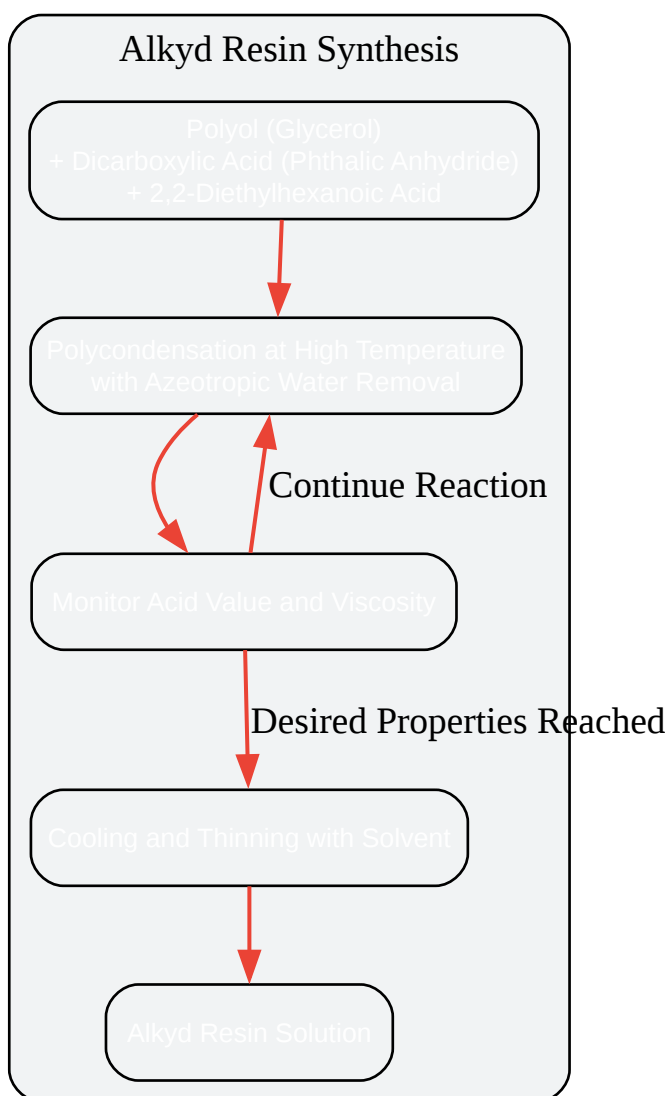 Alkyd Resin Synthesis
Polyol (Glycerol)
+ Dicarboxylic Acid (Phthalic Anhydride)
+ 2,2-Diethylhexanoic Acid
Polycondensation at High Temperature
with Azeotropic Water Removal
Continue Reaction
Monitor Acid Value and Viscosity
Desired Properties Reached
Cooling and Thinning with Solvent
Alkyd Resin Solution